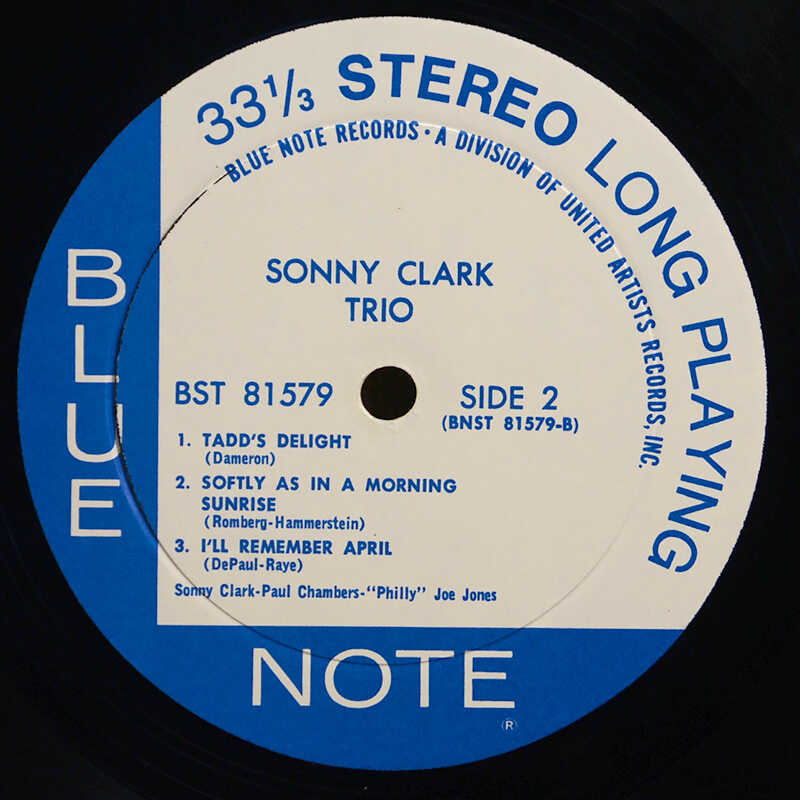 33⅓ STEREO LONG PLAYING
BLUE NOTE RECORDS · A DIVISION OF UNITED ARTISTS RECORDS, INC.
SONNY CLARK
TRIO
BST 81579
SIDE 2
(BNST 81579-B)
1. TADD'S DELIGHT
(Dameron)
2. SOFTLY AS IN A MORNING
SUNRISE
(Romberg-Hammerstein)
3. I'LL REMEMBER APRIL
(DePaul-Raye)
Sonny Clark-Paul Chambers-"Philly" Joe Jones
BLUE
NOTE
®